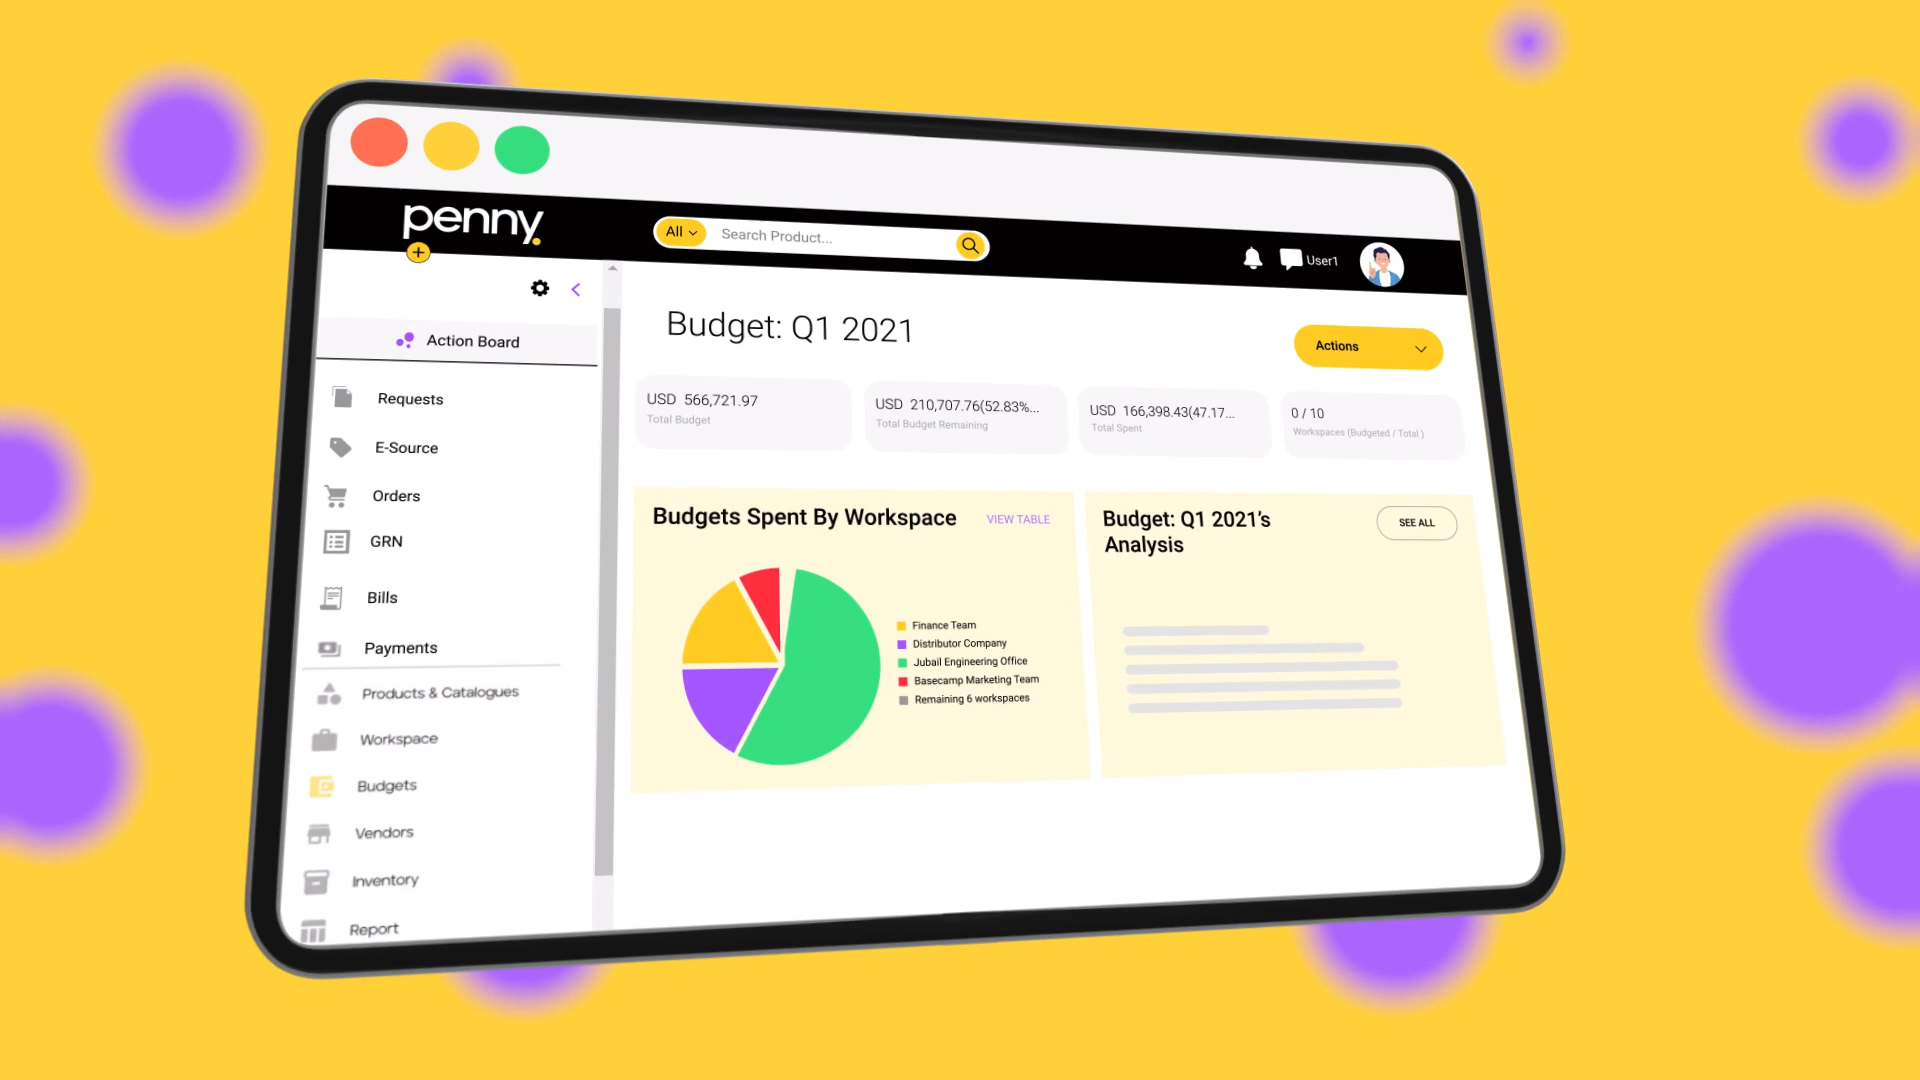 penny.
All
Search Product...
User1
Action Board
Requests
E-Source
Orders
GRN
Bills
Payments
Products & Catalogues
Workspace
Budgets
Vendors
Inventory
Report
Budget: Q1 2021
Actions
USD 566,721.97
Total Budget
USD 210,707.76(52.83%...
Total Budget Remaining
USD 166,398.43(47.17...
Total Spent
0 / 10
Workspaces (Budgeted / Total )
Budgets Spent By Workspace
VIEW TABLE
Finance Team
Distributor Company
Jubail Engineering Office
Basecamp Marketing Team
Remaining 6 workspaces
Budget: Q1 2021's
Analysis
SEE ALL